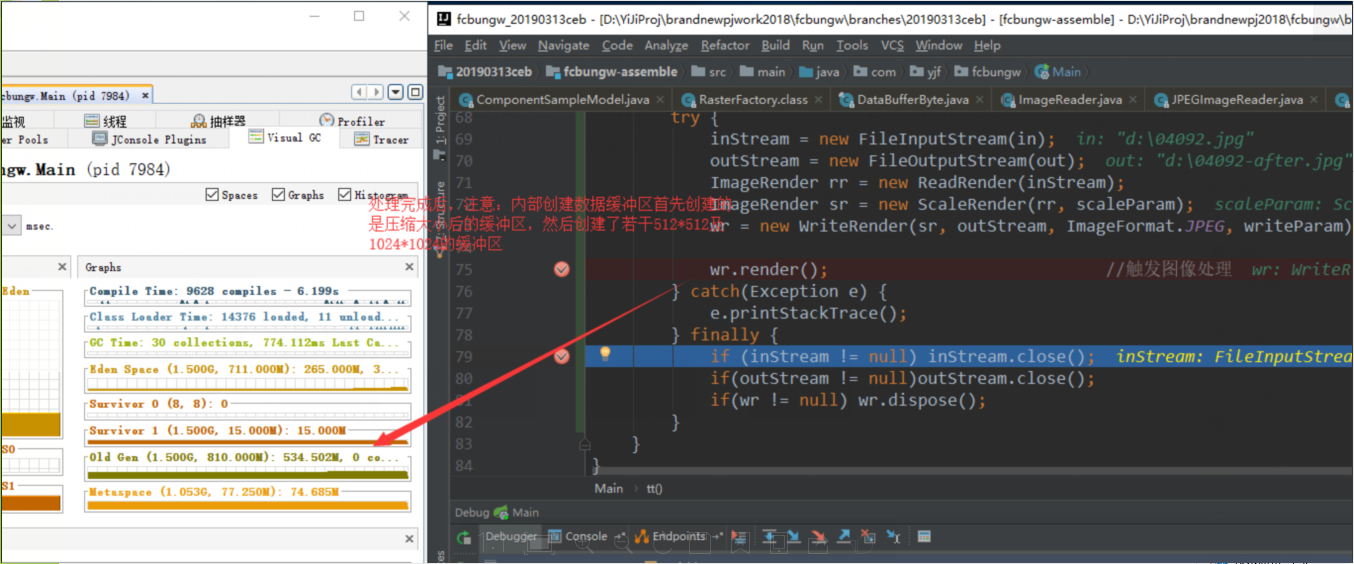 fcbungw_20190313ceb - [D:\YiJiProj\brandnewpjwork2018\fcbungw\branches\20190313ceb] - [fcbungw-assemble] - D:\YiJiProj\brandnewpj2018\fcbungw\b
File Edit View Navigate Code Analyze Refactor Build Run Tools VCS Window Help
20190313ceb fcbungw-assemble src main java com yjf fcbungw Main
cbungw.Main (pid 7984)
监视 线程 抽样器 Profiler
er Pools JConsole Plugins Visual GC Tracer
ngw.Main (pid 7984)
Spaces Graphs Histogram
msec.
Graphs
Eden
Compile Time: 9628 compiles - 6.199s
Class Loader Time: 14376 loaded, 11 unload...
GC Time: 30 collections, 774.112ms Last Ca...
Eden Space (1.500G, 711.000M): 265.000M, 3...
Survivor 0 (8, 8): 0
Survivor 1 (1.500G, 15.000M): 15.000M
S0
Old Gen (1.500G, 810.000M): 534.502M, 0 co...
S1
Metaspace (1.053G, 77.250M): 74.685M
处理完成后，注意：内部创建数据缓冲区首先创建的
是压缩大小后的缓冲区，然后创建了若干512*512及
1024*1024的缓冲区
1: Project
ComponentSampleModel.java RasterFactory.class DataBufferByte.java ImageReader.java JPEGImageReader.java
68 try {
69 inStream = new FileInputStream(in); in: "d:\04092.jpg"
70 outStream = new FileOutputStream(out); out: "d:\04092-after.jpg"
71 ImageRender rr = new ReadRender(inStream);
ImageRender sr = new ScaleRender(rr, scaleParam); scaleParam: Sc
wr = new WriteRender(sr, outStream, ImageFormat.JPEG, writeParam)
75 wr.render(); //触发图像处理 wr: WriteR
76 } catch(Exception e) {
77 e.printStackTrace();
78 } finally {
79 if (inStream != null) inStream.close(); inStream: FileInputStrea
80 if(outStream != null)outStream.close();
81 if(wr != null) wr.dispose();
82 }
83 }
84 }
Main tt()
Debug Main
Debugger Console Endpoints